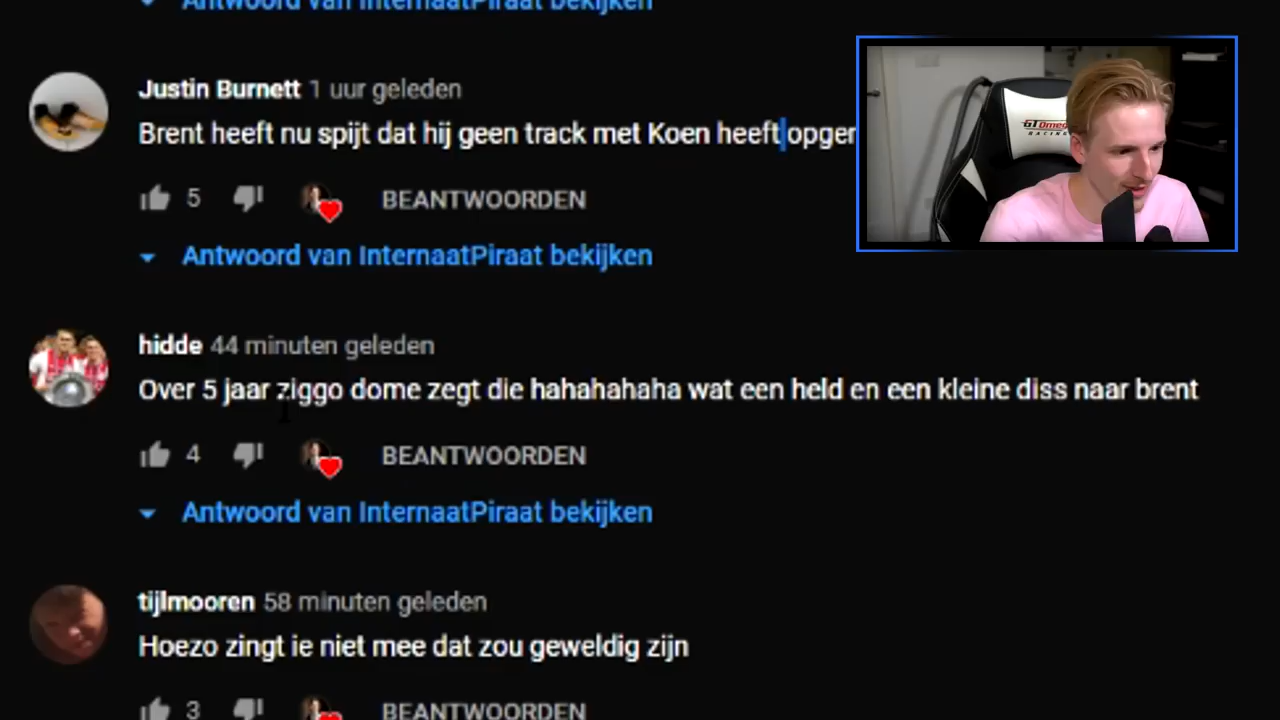 Antwoord van InternaatPiraat bekijken
Justin Burnett 1 uur geleden
Brent heeft nu spijt dat hij geen track met Koen heeft opger
5 BEANTWOORDEN
Antwoord van InternaatPiraat bekijken
GT Omega
RACING
hidde 44 minuten geleden
Over 5 jaar ziggo dome zegt die hahahahaha wat een held en een kleine diss naar brent
4 BEANTWOORDEN
Antwoord van InternaatPiraat bekijken
tijlmooren 58 minuten geleden
Hoezo zingt ie niet mee dat zou geweldig zijn
3 BEANTWOORDEN